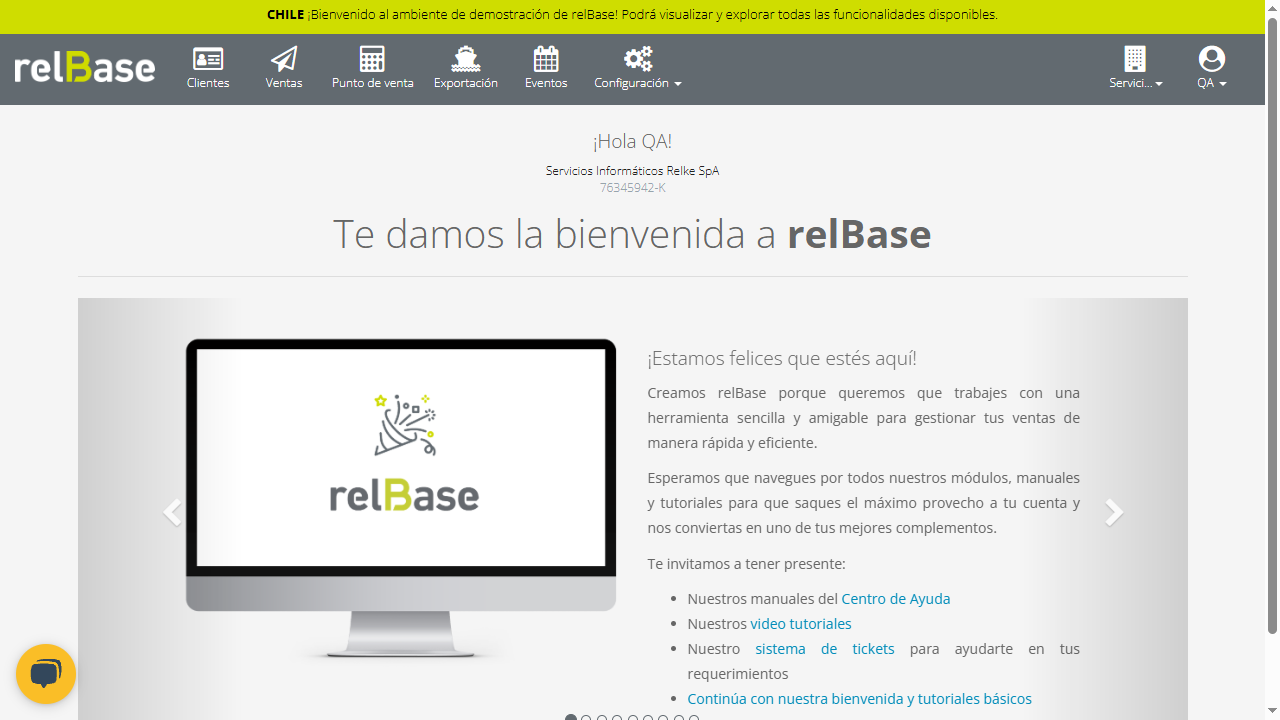 CHILE ¡Bienvenido al ambiente de demostración de relBase! Podrá visualizar y explorar todas las funcionalidades disponibles.
relBase
Clientes
Ventas
Punto de venta
Exportación
Eventos
Configuración
Servici...
QA
¡Hola QA!
Servicios Informáticos Relke SpA
76345942-K
Te damos la bienvenida a relBase
relBase
¡Estamos felices que estés aquí!
Creamos relBase porque queremos que trabajes con una
herramienta sencilla y amigable para gestionar tus ventas de
manera rápida y eficiente.
Esperamos que navegues por todos nuestros módulos, manuales
y tutoriales para que saques el máximo provecho a tu cuenta y
nos conviertas en uno de tus mejores complementos.
Te invitamos a tener presente:
Nuestros manuales del Centro de Ayuda
Nuestros video tutoriales
Nuestro sistema de tickets para ayudarte en tus
requerimientos
Continúa con nuestra bienvenida y tutoriales básicos